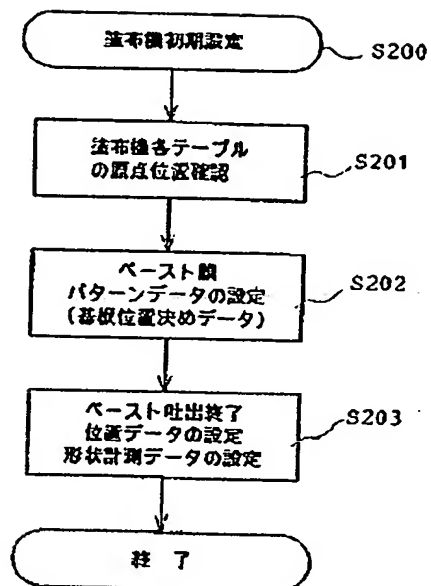 塗布機初期設定
S200
塗布機各テーブル
の原点位置確認
S201
ペースト膜
パターンデータの設定
(基板位置決めデータ)
S202
ペースト吐出終了
位置データの設定
形状計測データの設定
S203
終 了